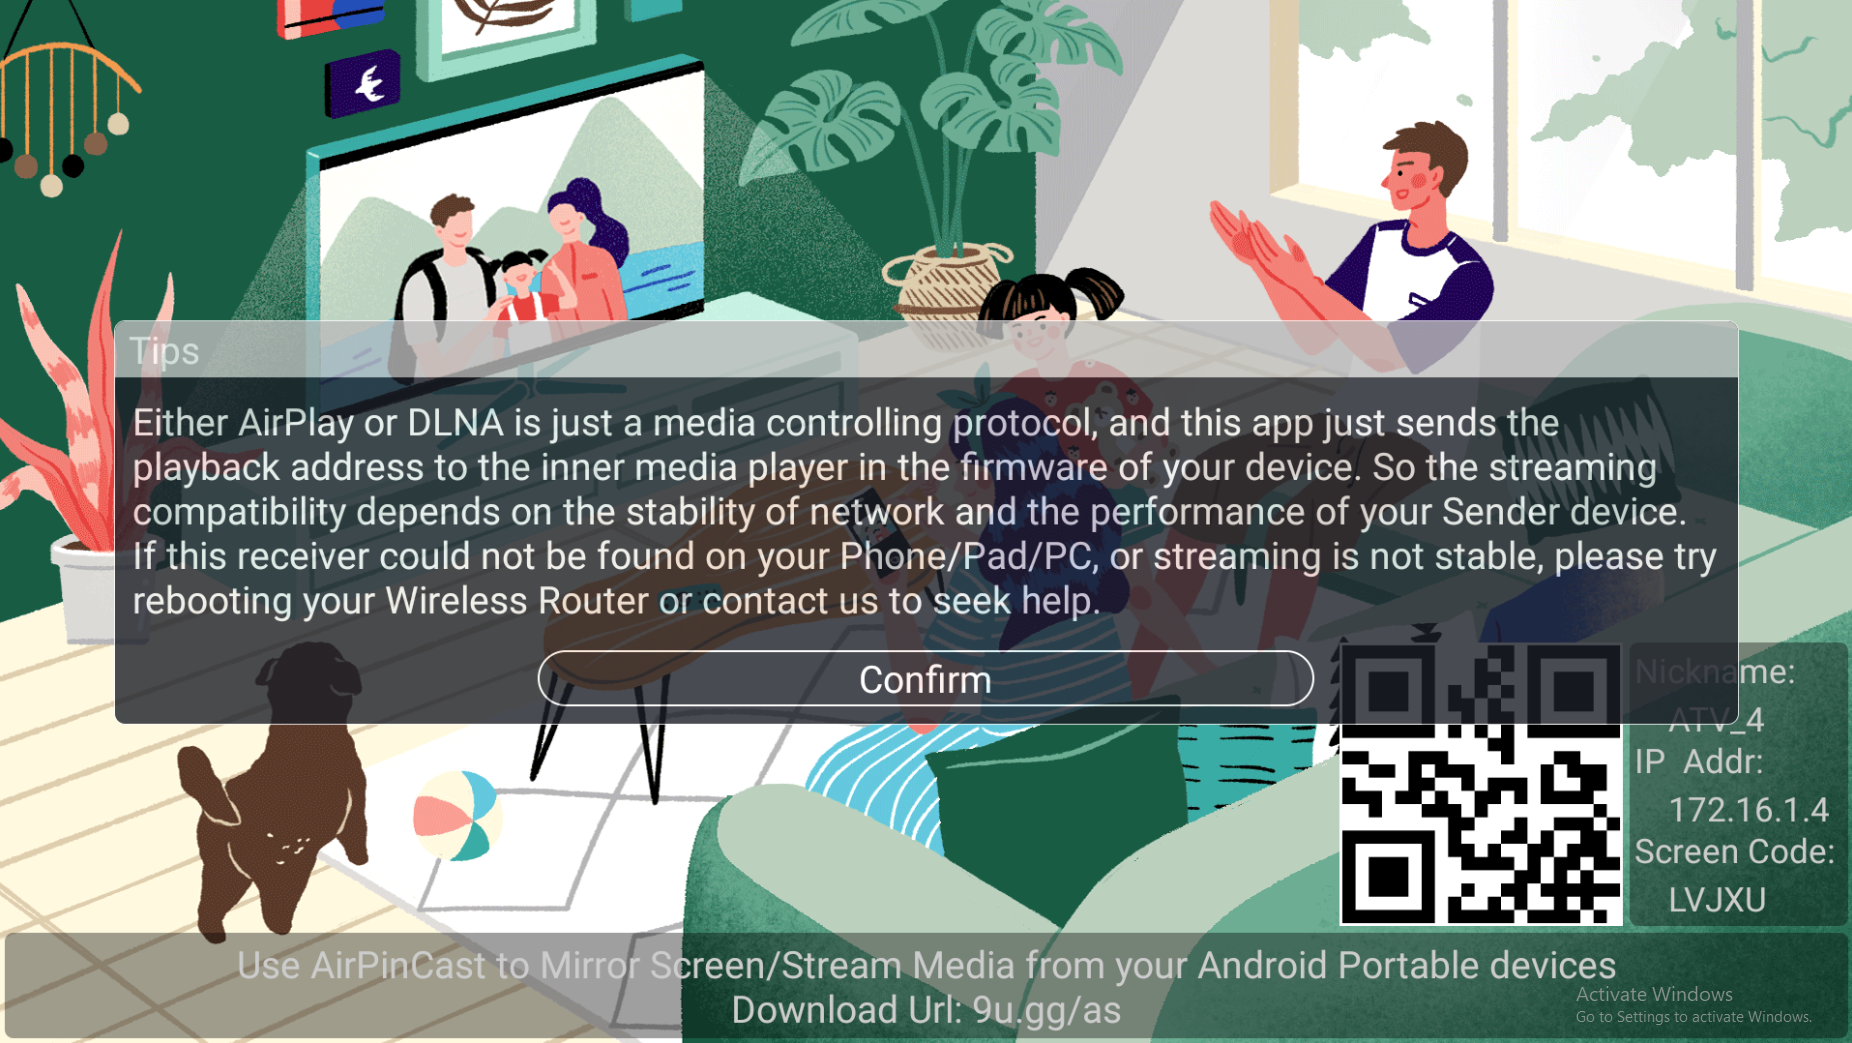 Tips
Either AirPlay or DLNA is just a media controlling protocol, and this app just sends the
playback address to the inner media player in the firmware of your device. So the streaming
compatibility depends on the stability of network and the performance of your Sender device.
If this receiver could not be found on your Phone/Pad/PC, or streaming is not stable, please try
rebooting your Wireless Router or contact us to seek help.
Confirm
Nickname:
ATV_4
IP Addr:
172.16.1.4
Screen Code:
LVJXU
Use AirPinCast to Mirror Screen/Stream Media from your Android Portable devices
Download Url: 9u.gg/as
Activate Windows
Go to Settings to activate Windows.